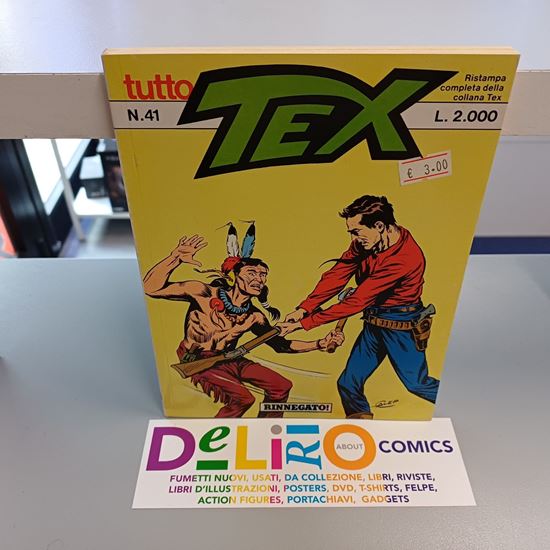 tutto
TEX
Ristampa
completa della
collana Tex
N.41
L. 2.000
€ 3.00
RINNEGATO!
DeLiRiO
ABOUT
COMICS
FUMETTI NUOVI, USATI, DA COLLEZIONE, LIBRI, RIVISTE,
LIBRI D'ILLUSTRAZIONI, POSTERS, DVD, T-SHIRTS, FELPE,
ACTION FIGURES, PORTACHIAVI, GADGETS